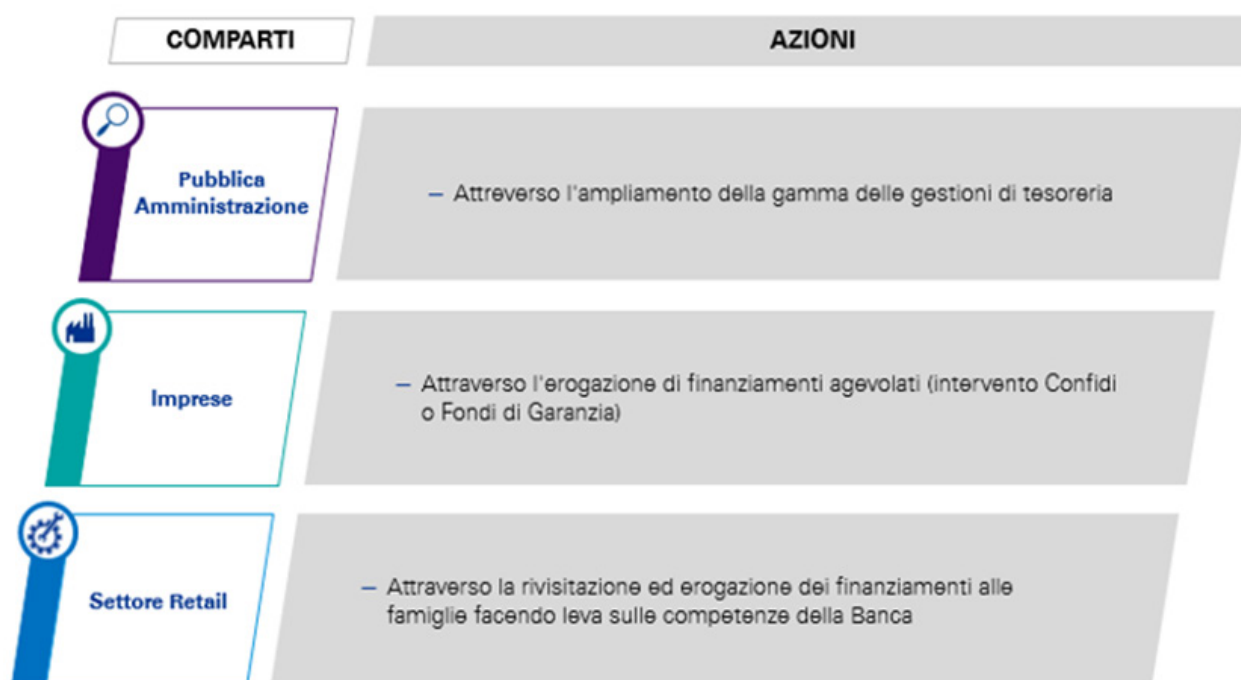 COMPARTI
AZIONI
Pubblica
Amministrazione
– Attreverso l'ampliamento della gamma delle gestioni di tesoreria
Imprese
– Attraverso l'erogazione di finanziamenti agevolati (intervento Confidi
o Fondi di Garanzia)
Settore Retail
– Attraverso la rivisitazione ed erogazione dei finanziamenti alle
famiglie facendo leva sulle competenze della Banca